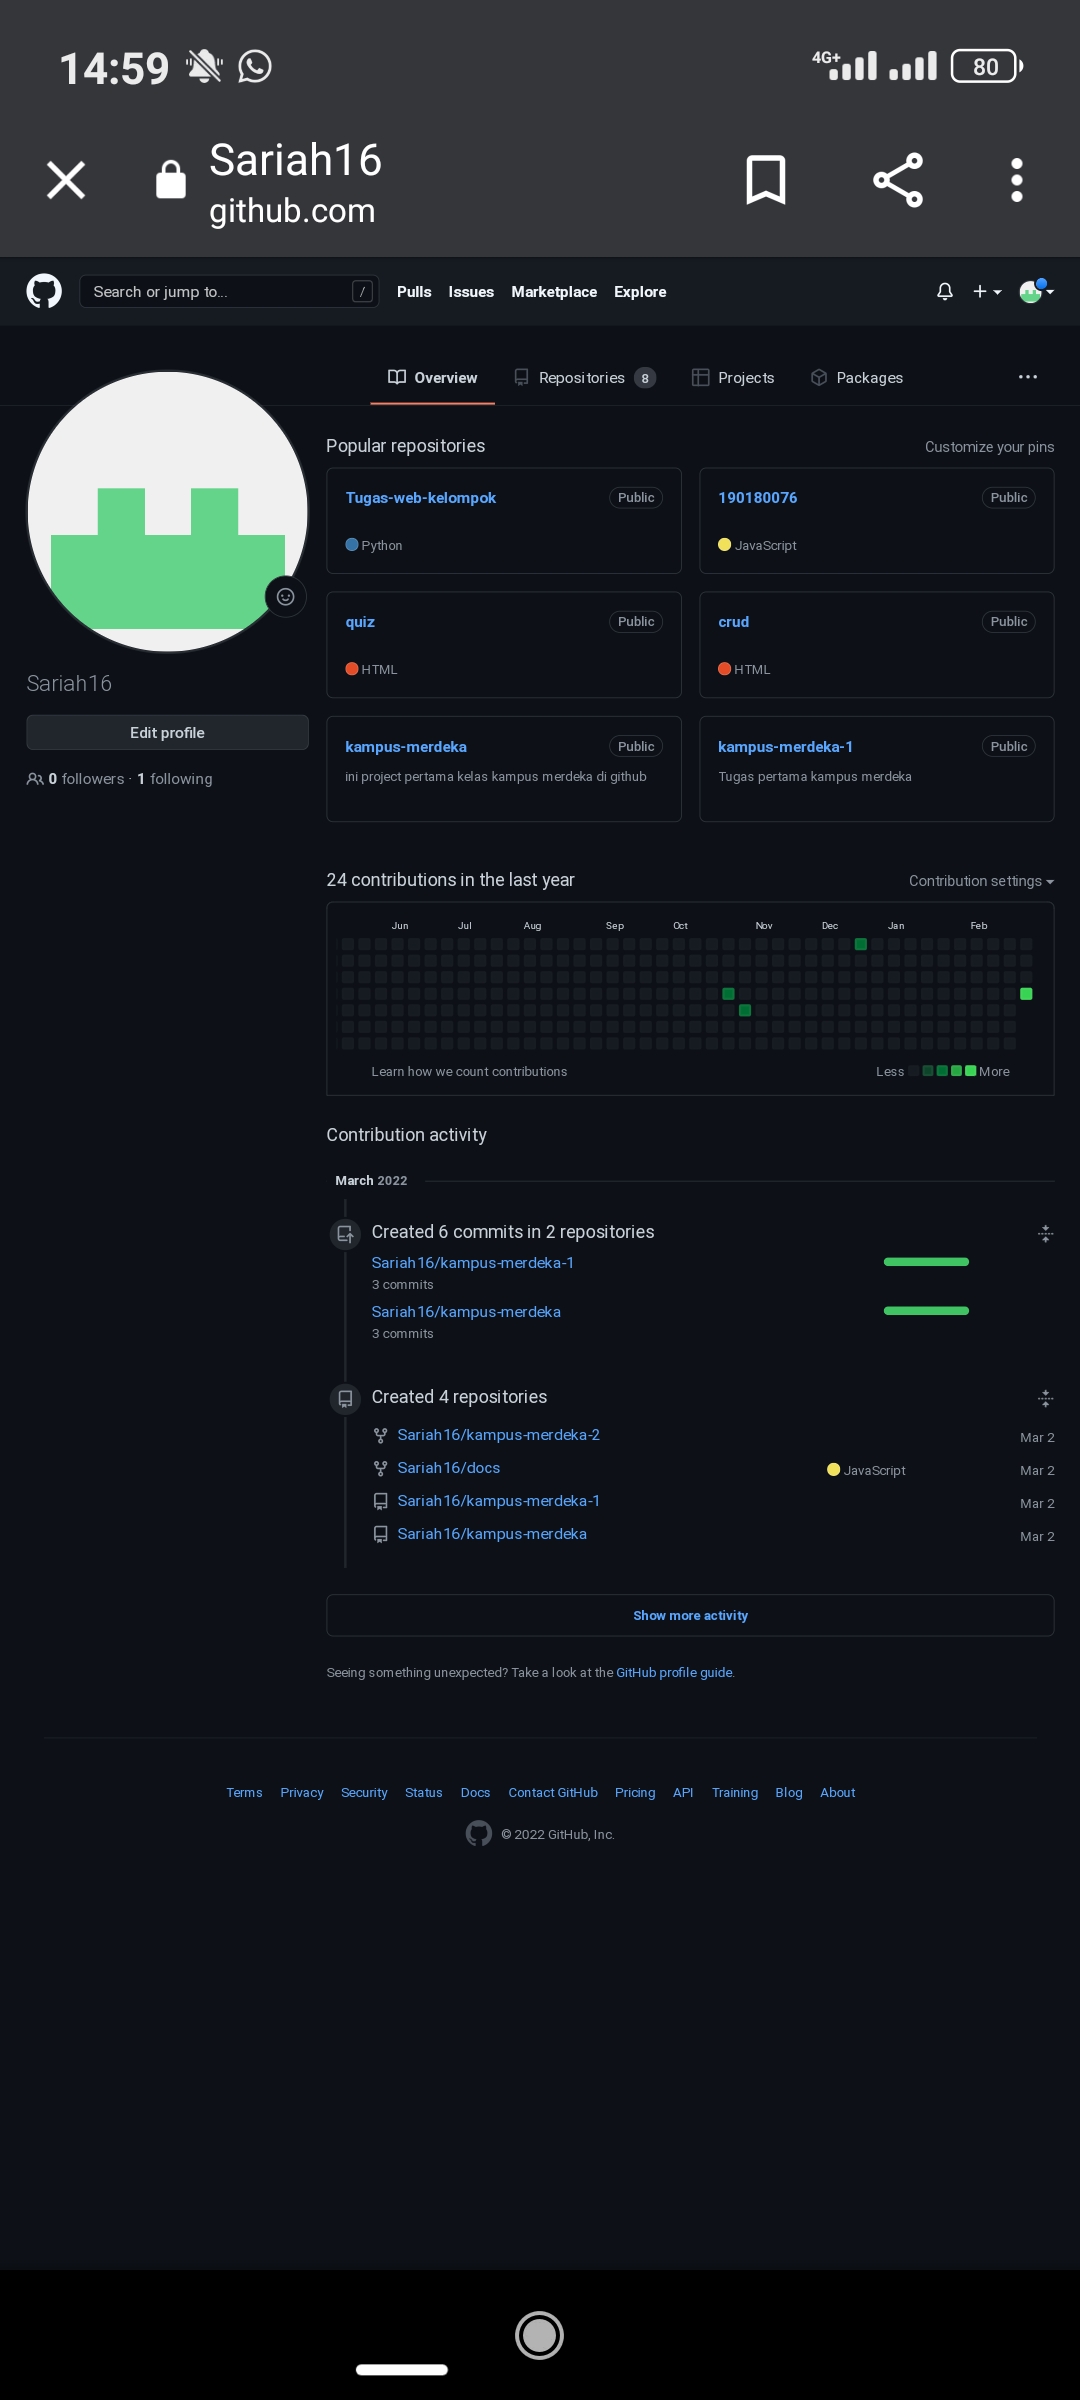 14:59
4G+
80
Sariah16
github.com
Search or jump to...
/
Pulls Issues Marketplace Explore
Overview Repositories 8 Projects Packages
Popular repositories
Customize your pins
Tugas-web-kelompok Public
Python
190180076 Public
JavaScript
quiz Public
HTML
crud Public
HTML
kampus-merdeka Public
ini project pertama kelas kampus merdeka di github
kampus-merdeka-1 Public
Tugas pertama kampus merdeka
Sariah16
Edit profile
0 followers · 1 following
24 contributions in the last year
Contribution settings
Jun Jul Aug Sep Oct Nov Dec Jan Feb
Learn how we count contributions
Less More
Contribution activity
March 2022
Created 6 commits in 2 repositories
Sariah16/kampus-merdeka-1
3 commits
Sariah16/kampus-merdeka
3 commits
Created 4 repositories
Sariah16/kampus-merdeka-2 Mar 2
Sariah16/docs JavaScript Mar 2
Sariah16/kampus-merdeka-1 Mar 2
Sariah16/kampus-merdeka Mar 2
Show more activity
Seeing something unexpected? Take a look at the GitHub profile guide.
Terms Privacy Security Status Docs Contact GitHub Pricing API Training Blog About
© 2022 GitHub, Inc.